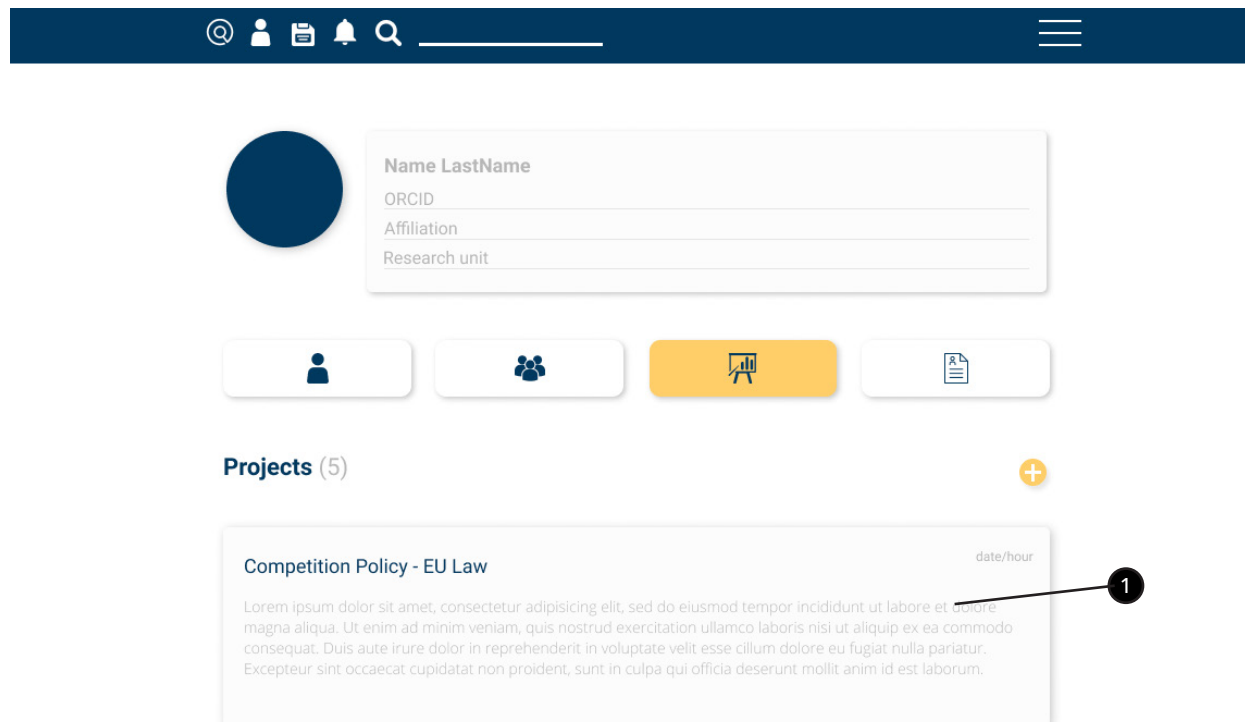 Name LastName
ORCID
Affiliation
Research unit
Projects (5)
Competition Policy - EU Law
date/hour
Lorem ipsum dolor sit amet, consectetur adipisicing elit, sed do eiusmod tempor incididunt ut labore et dolore
magna aliqua. Ut enim ad minim veniam, quis nostrud exercitation ullamco laboris nisi ut aliquip ex ea commodo
consequat. Duis aute irure dolor in reprehenderit in voluptate velit esse cillum dolore eu fugiat nulla pariatur.
Excepteur sint occaecat cupidatat non proident, sunt in culpa qui officia deserunt mollit anim id est laborum.
1